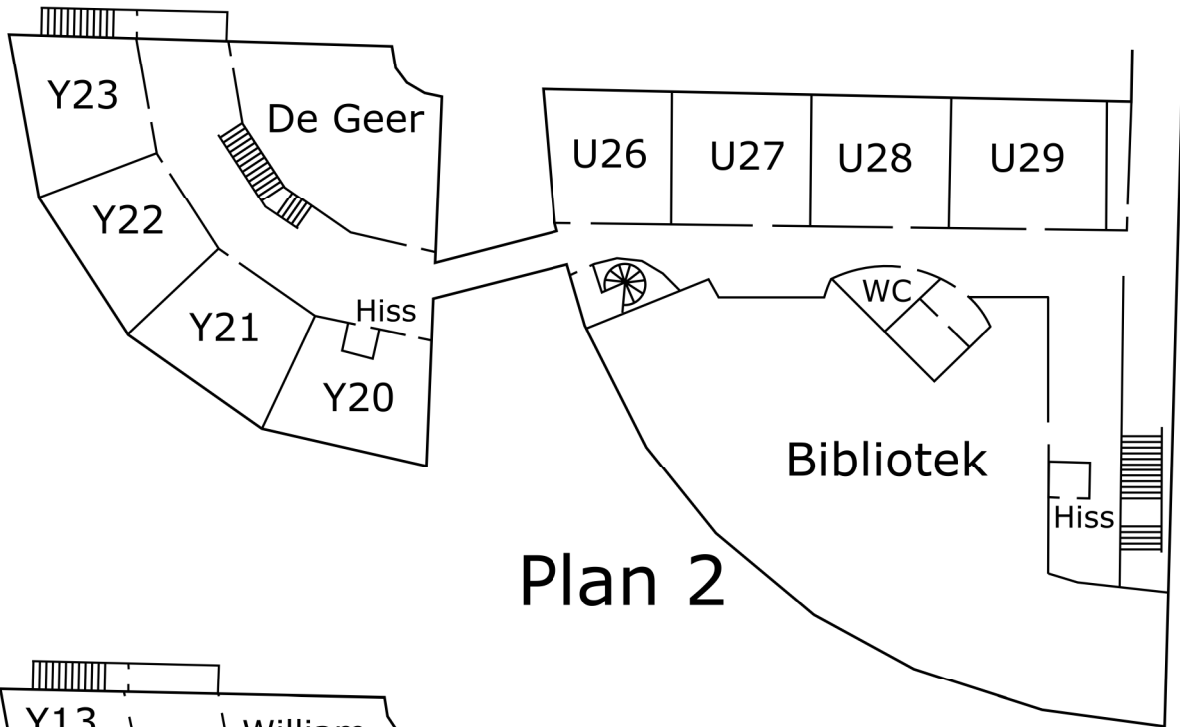 Y23
De Geer
U26
U27
U28
U29
Y22
Hiss
WC
Y21
Y20
Bibliotek
Hiss
Plan 2
Y13
William